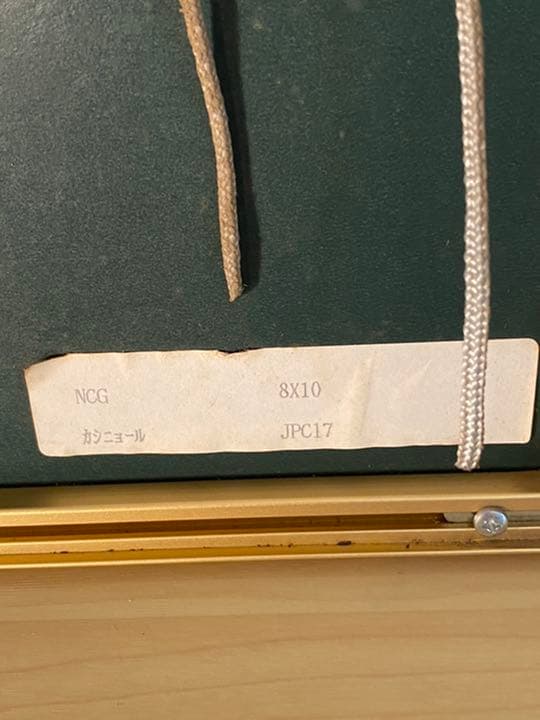 NCG 8X10
ｶｼﾆｮｰﾙ JPC17